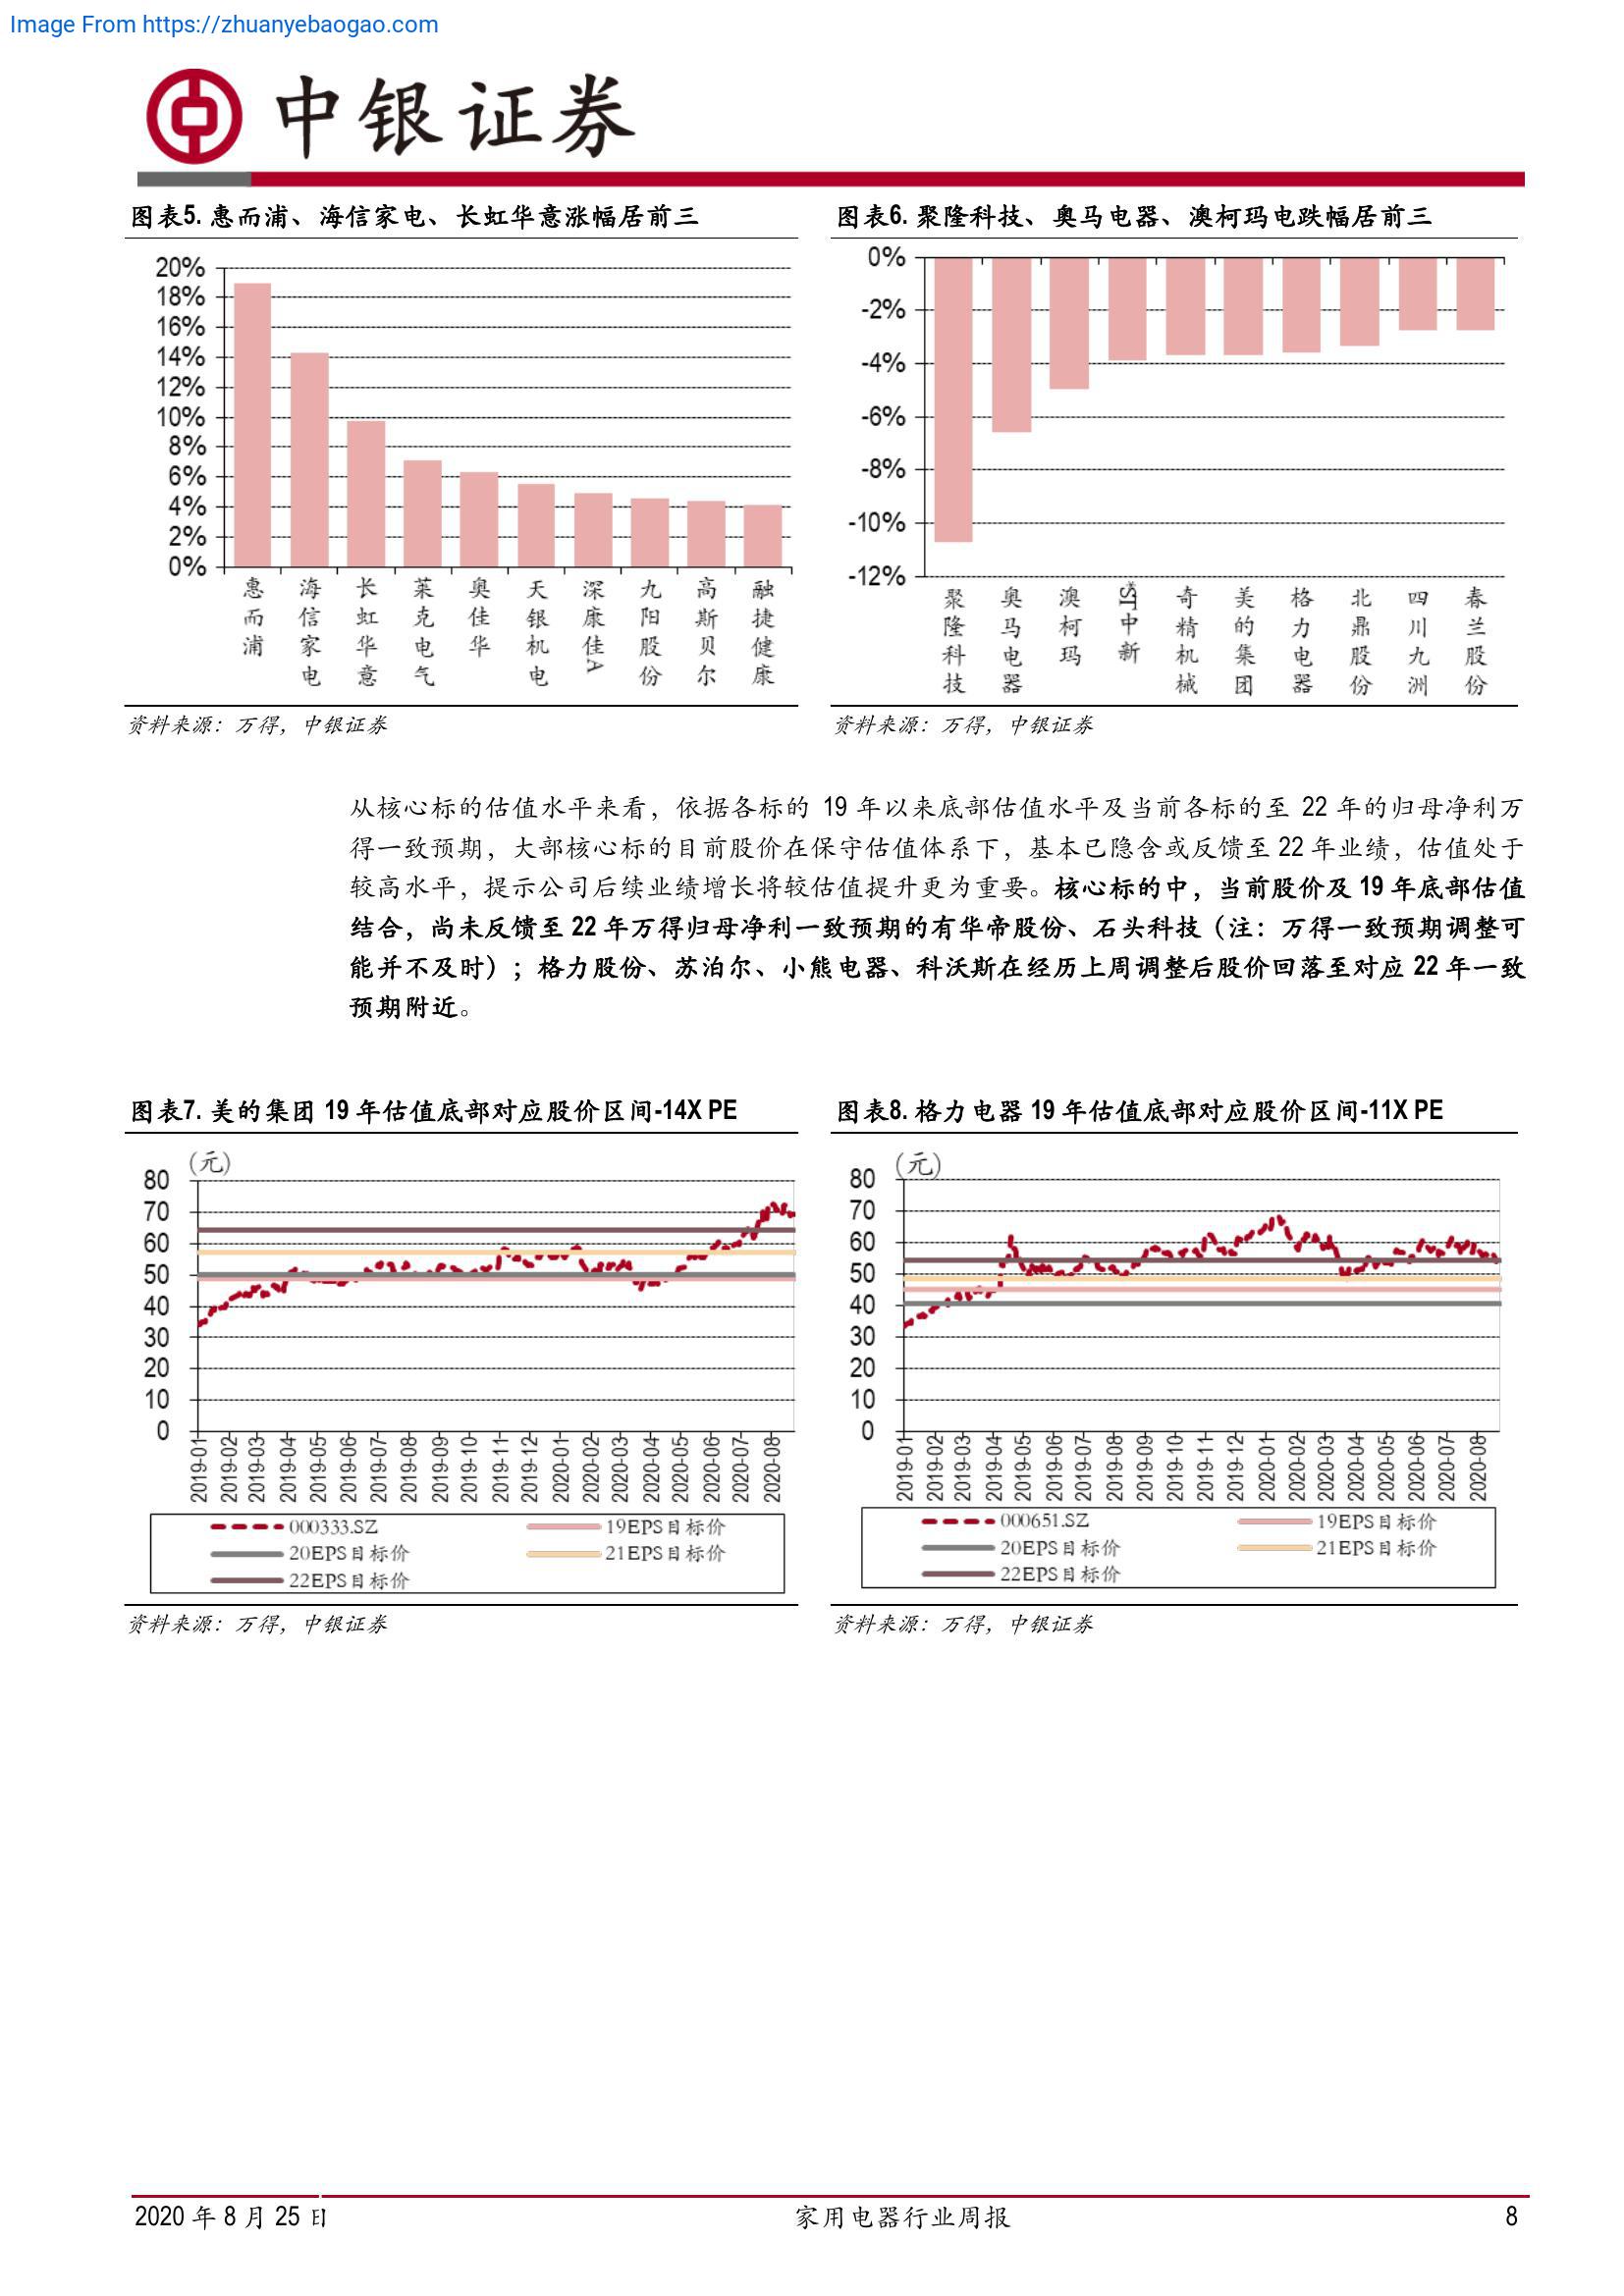 Image From https://zhuanyebaogao.com
中银证券
图表5. 惠而浦、海信家电、长虹华意涨幅居前三
20%
18%
16%
14%
12%
10%
8%
6%
4%
2%
0%
惠而浦
海信家电
长虹华意
莱克电气
奥佳华
天银机电
深康佳A
九阳股份
高斯贝尔
融捷健康
资料来源：万得，中银证券
图表6. 聚隆科技、奥马电器、澳柯玛电跌幅居前三
0%
-2%
-4%
-6%
-8%
-10%
-12%
聚隆科技
奥马电器
澳柯玛
*ST中新
奇精机械
美的集团
格力电器
北鼎股份
四川九洲
春兰股份
资料来源：万得，中银证券
从核心标的估值水平来看，依据各标的 19 年以来底部估值水平及当前各标的至 22 年的归母净利万
得一致预期，大部核心标的目前股价在保守估值体系下，基本已隐含或反馈至 22 年业绩，估值处于
较高水平，提示公司后续业绩增长将较估值提升更为重要。核心标的中，当前股价及 19 年底部估值
结合，尚未反馈至 22 年万得归母净利一致预期的有华帝股份、石头科技（注：万得一致预期调整可
能并不及时）；格力股份、苏泊尔、小熊电器、科沃斯在经历上周调整后股价回落至对应 22 年一致
预期附近。
图表7. 美的集团 19 年估值底部对应股价区间-14X PE
(元)
80
70
60
50
40
30
20
10
0
2019-01
2019-02
2019-03
2019-04
2019-05
2019-06
2019-07
2019-08
2019-09
2019-10
2019-11
2019-12
2020-01
2020-02
2020-03
2020-04
2020-05
2020-06
2020-07
2020-08
000333.SZ
19EPS目标价
20EPS目标价
21EPS目标价
22EPS目标价
资料来源：万得，中银证券
图表8. 格力电器 19 年估值底部对应股价区间-11X PE
(元)
80
70
60
50
40
30
20
10
0
2019-01
2019-02
2019-03
2019-04
2019-05
2019-06
2019-07
2019-08
2019-09
2019-10
2019-11
2019-12
2020-01
2020-02
2020-03
2020-04
2020-05
2020-06
2020-07
2020-08
000651.SZ
19EPS目标价
20EPS目标价
21EPS目标价
22EPS目标价
资料来源：万得，中银证券
2020 年 8 月 25 日
家用电器行业周报
8